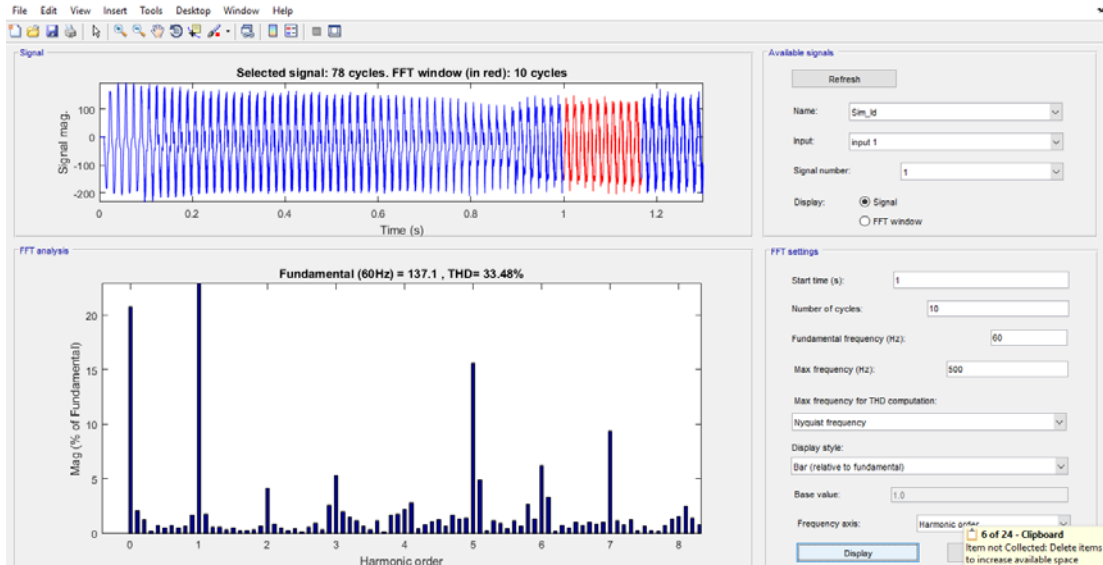 File Edit View Insert Tools Desktop Window Help
Signal
Selected signal: 78 cycles. FFT window (in red): 10 cycles
Signal mag.
100
0
-100
-200
0 0.2 0.4 0.6 0.8 1 1.2
Time (s)
FFT analysis
Fundamental (60Hz) = 137.1 , THD= 33.48%
Mag (% of Fundamental)
20
15
10
5
0
0 1 2 3 4 5 6 7 8
Harmonic order
Available signals
Refresh
Name: Sim_Id
Input: input 1
Signal number: 1
Display: Signal
FFT window
FFT settings
Start time (s): 1
Number of cycles: 10
Fundamental frequency (Hz): 60
Max frequency (Hz): 500
Max frequency for THD computation:
Nyquist frequency
Display style:
Bar (relative to fundamental)
Base value: 1.0
Frequency axis: Harmonic order
Display
6 of 24 - Clipboard
Item not Collected: Delete items
to increase available space